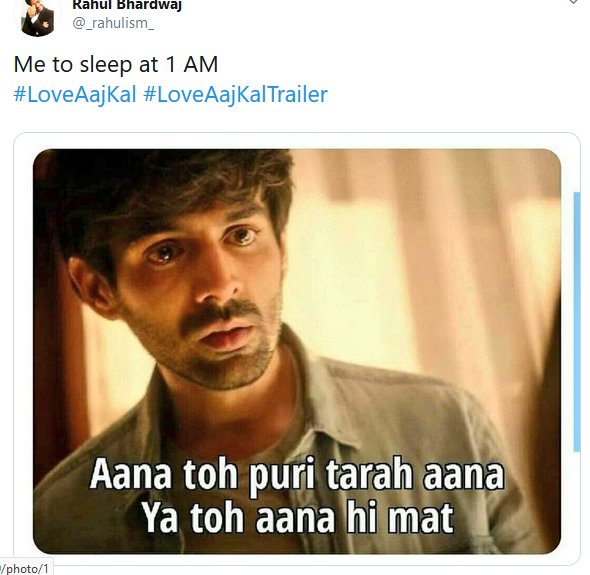 Rahul Bhardwaj
@_rahulism_
Me to sleep at 1 AM
#LoveAajKal #LoveAajKalTrailer
Aana toh puri tarah aana
Ya toh aana hi mat
/photo/1